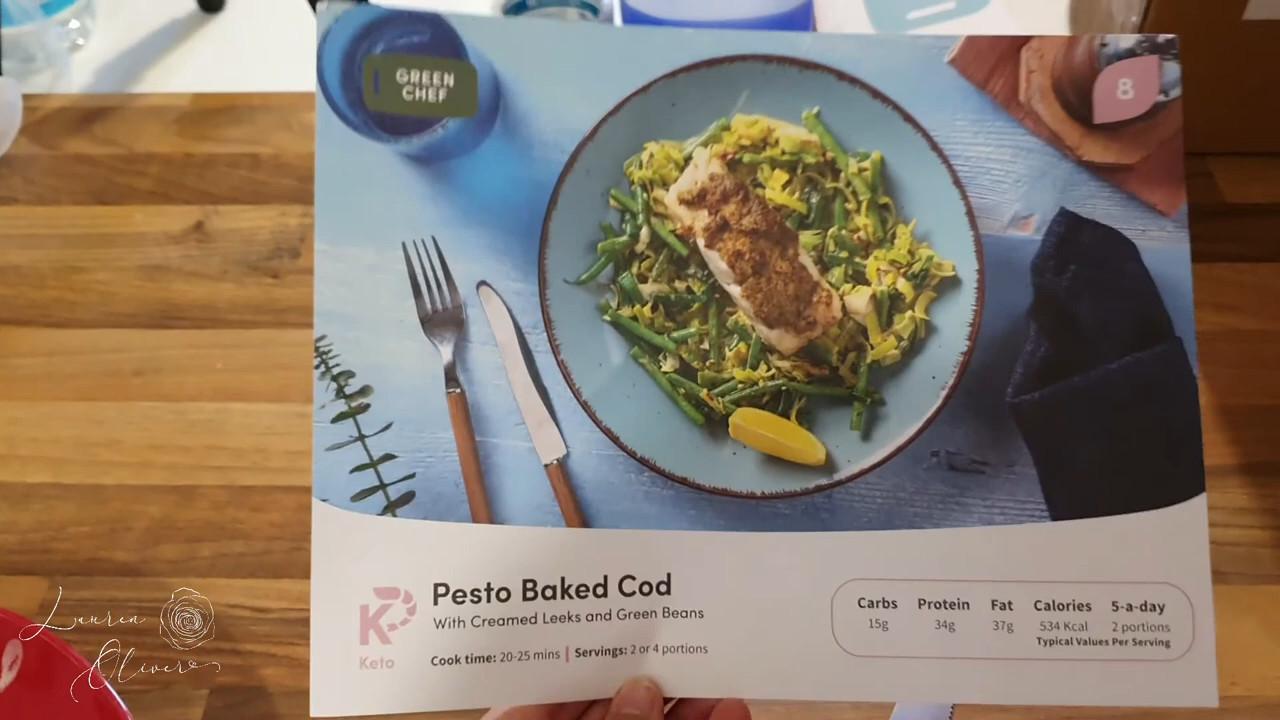 GREEN
CHEF
8
Keto
Pesto Baked Cod
With Creamed Leeks and Green Beans
Cook time: 20-25 mins | Servings: 2 or 4 portions
Carbs Protein Fat Calories 5-a-day
15g 34g 37g 534 Kcal 2 portions
Typical Values Per Serving
Lauren
Oliveres